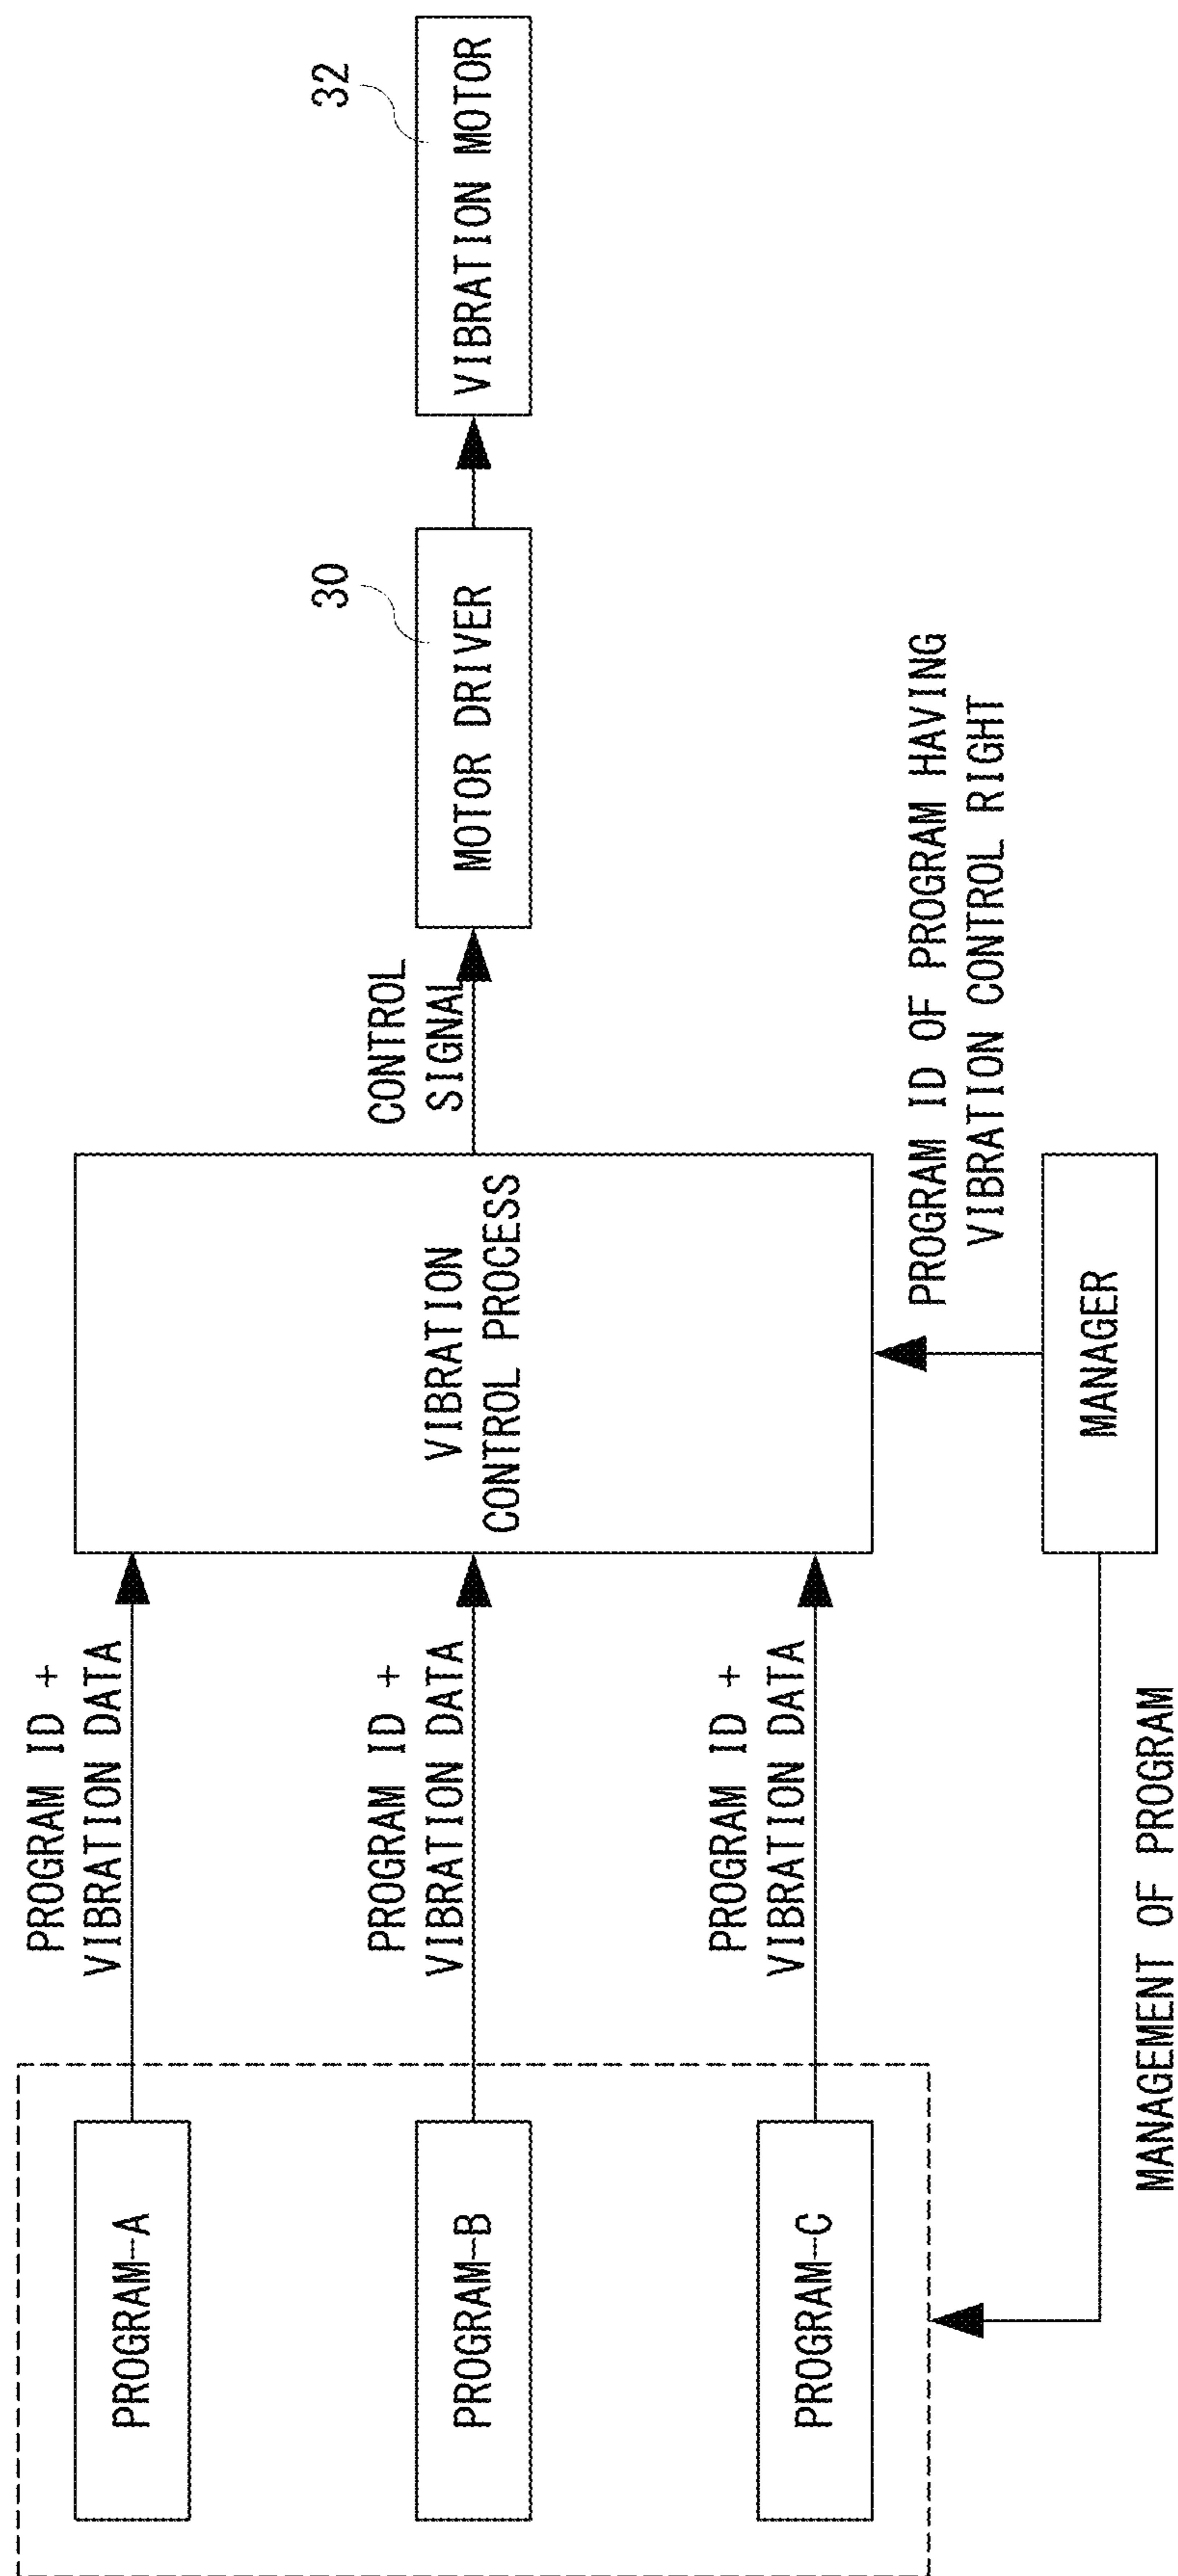 PROGRAM-A
PROGRAM ID +
VIBRATION DATA
PROGRAM-B
PROGRAM ID +
VIBRATION DATA
PROGRAM-C
PROGRAM ID +
VIBRATION DATA
VIBRATION
CONTROL PROCESS
CONTROL
SIGNAL
30
MOTOR DRIVER
32
VIBRATION MOTOR
PROGRAM ID OF PROGRAM HAVING
VIBRATION CONTROL RIGHT
MANAGER
MANAGEMENT OF PROGRAM